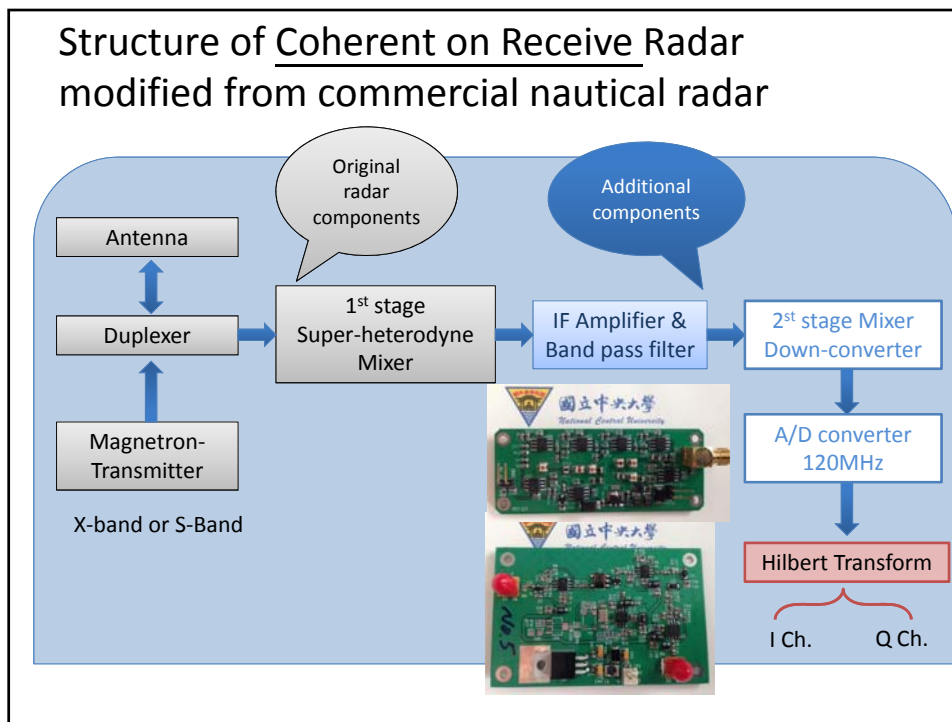 Structure of Coherent on Receive Radar
modified from commercial nautical radar
Original
radar
components
Additional
components
Antenna
Duplexer
1st stage
Super-heterodyne
Mixer
IF Amplifier &
Band pass filter
2st stage Mixer
Down-converter
Magnetron-
Transmitter
X-band or S-Band
國立中央大學
National Central University
A/D converter
120MHz
國立中央大學
No.5
Hilbert Transform
I Ch.
Q Ch.